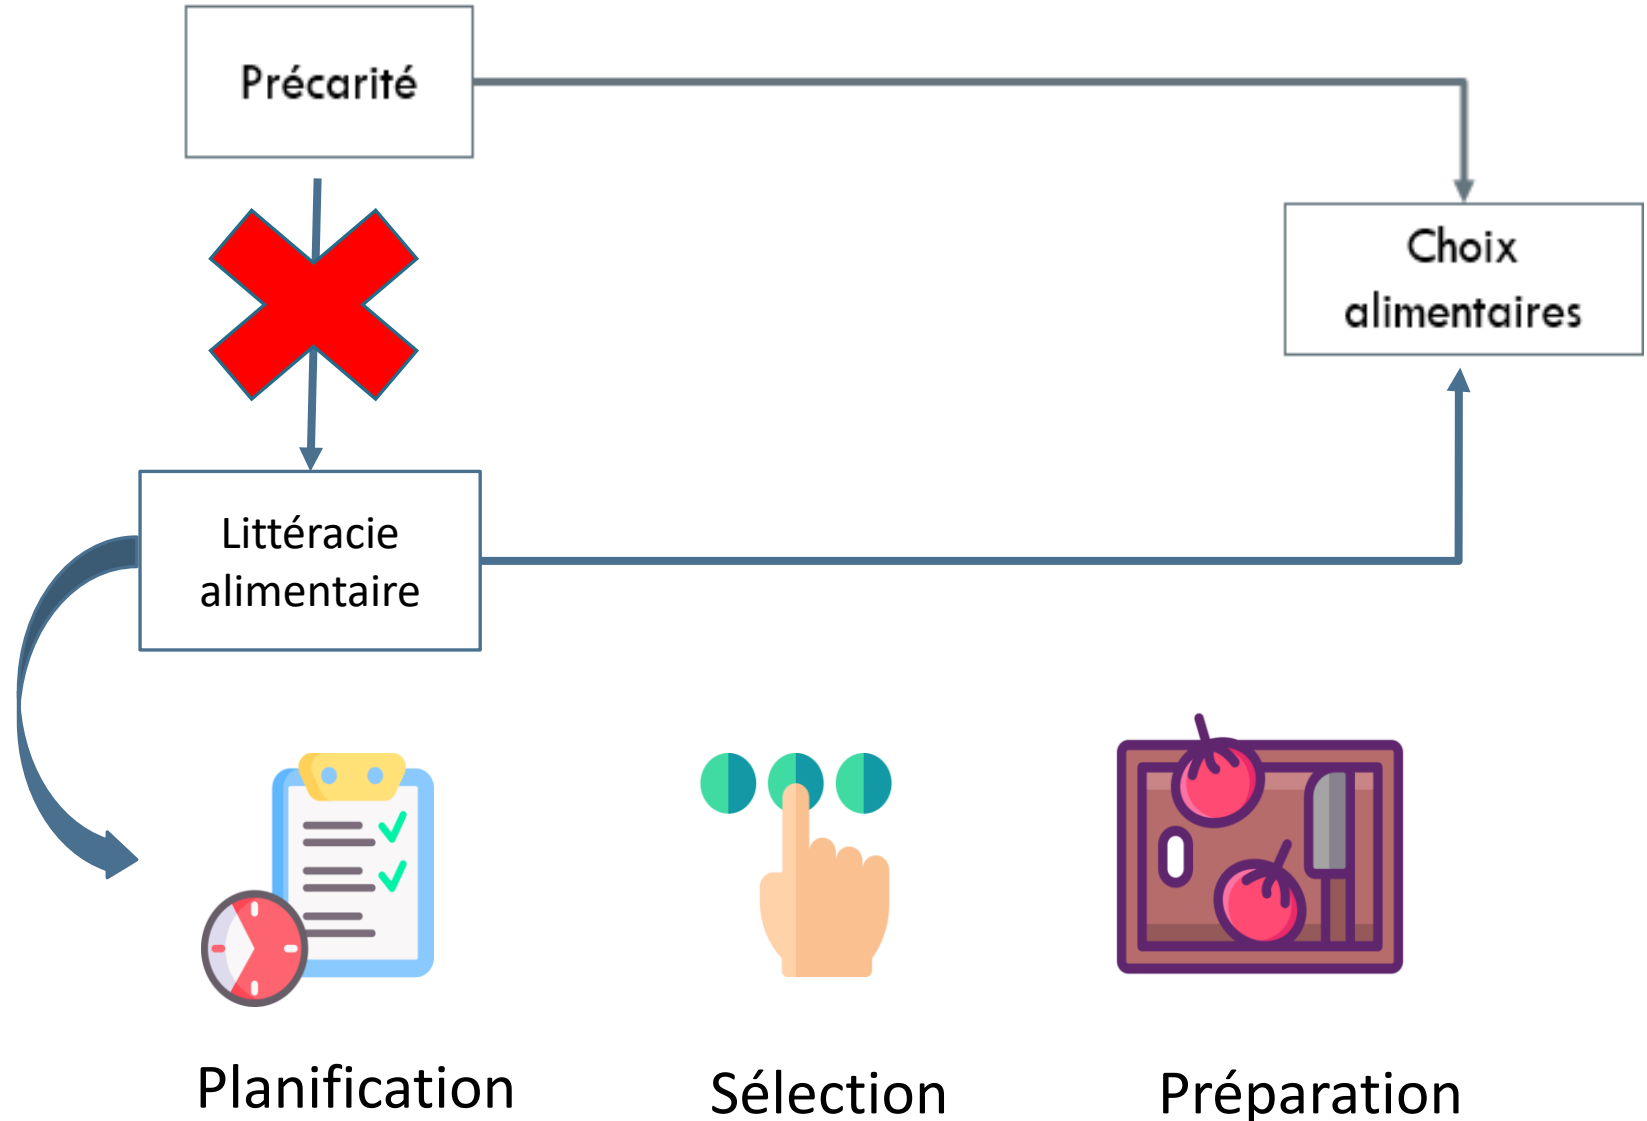 Précarité
Choix
alimentaires
Littéracie
alimentaire
Planification
Sélection
Préparation